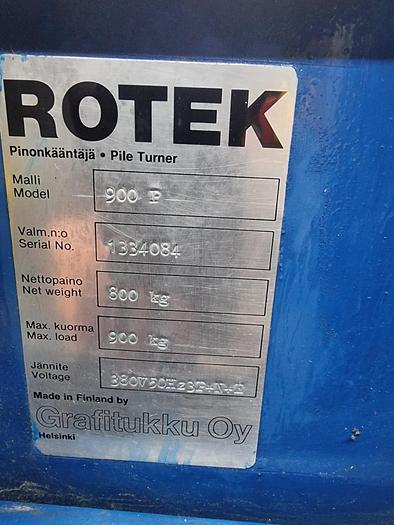 ROTEK
Pinonkääntäjä • Pile Turner
Malli
Model
900 P
Valm.n:o
Serial No.
1334084
Nettopaino
Net weight
800 kg
Max. kuorma
Max. load
900 kg
Jännite
Voltage
380V50Hz3P+N+P
Made in Finland by
Grafitukku Oy
Helsinki